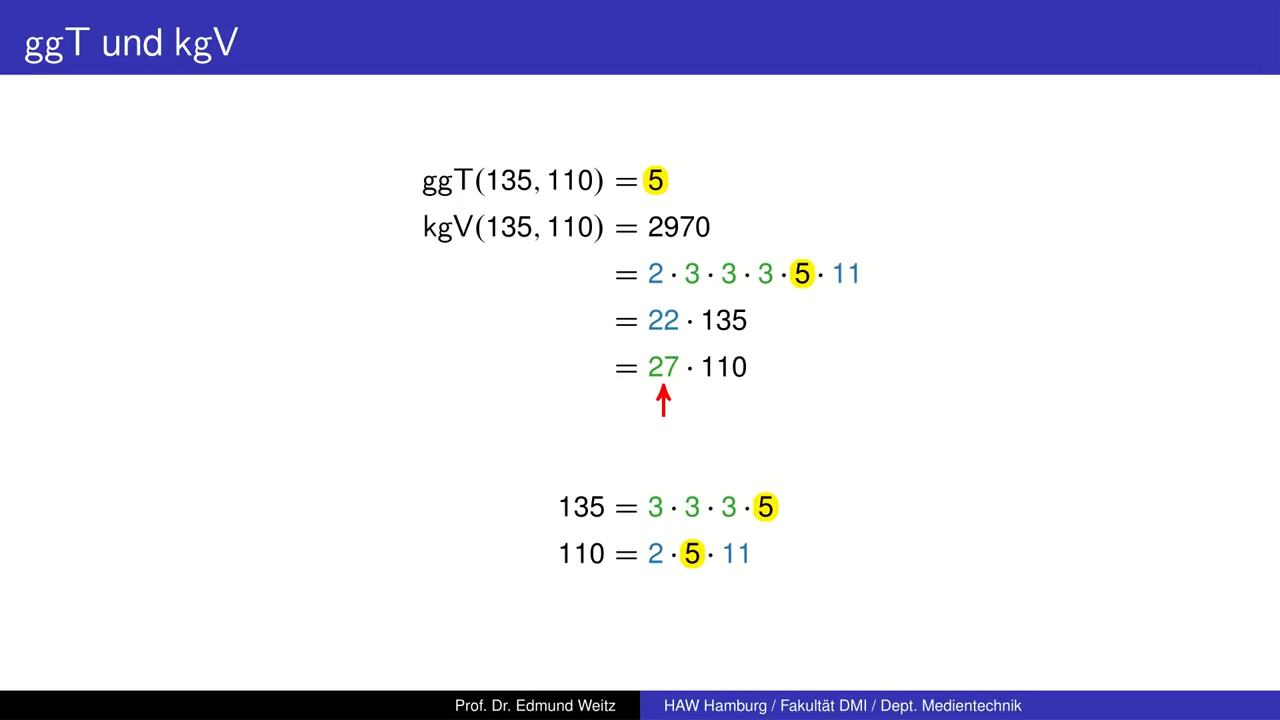 ggT und kgV
ggT(135, 110) = 5
kgV(135, 110) = 2970
= 2 · 3 · 3 · 3 · 5 · 11
= 22 · 135
= 27 · 110
135 = 3 · 3 · 3 · 5
110 = 2 · 5 · 11
Prof. Dr. Edmund Weitz
HAW Hamburg / Fakultät DMI / Dept. Medientechnik